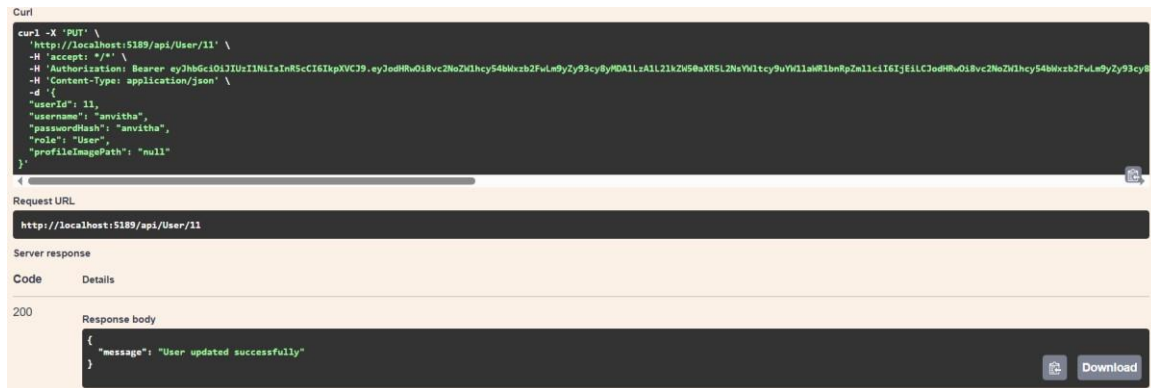 Curl
curl -X 'PUT' \
'http://localhost:5189/api/User/11' \
-H 'accept: */*' \
-H 'Authorization: Bearer
-H 'Content-Type: application/json' \
-d '{
"userId": 11,
"username": "anvitha",
"passwordHash": "anvitha",
"role": "User",
"profileImagePath": "null"
}'
Request URL
http://localhost:5189/api/User/11
Server response
Code Details
200
Response body
{
"message": "User updated successfully"
}
Download